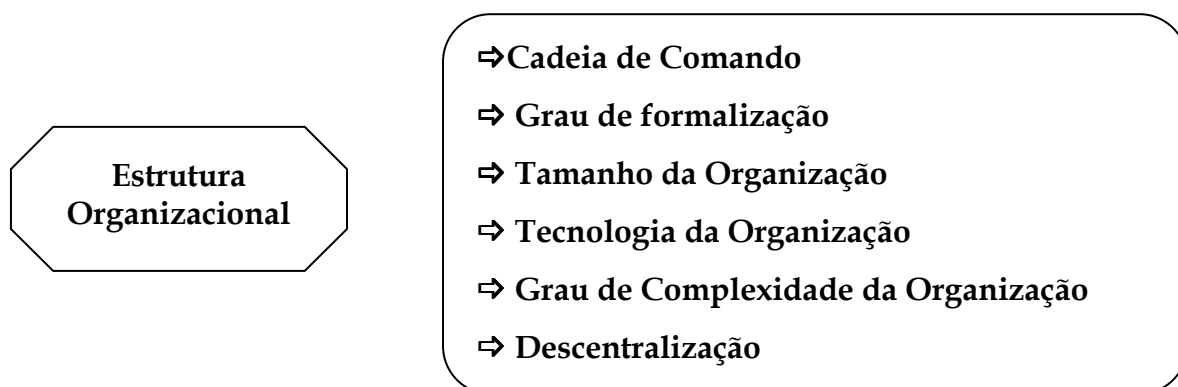 Estrutura
Organizacional
⇨Cadeia de Comando
⇨ Grau de formalização
⇨ Tamanho da Organização
⇨ Tecnologia da Organização
⇨ Grau de Complexidade da Organização
⇨ Descentralização